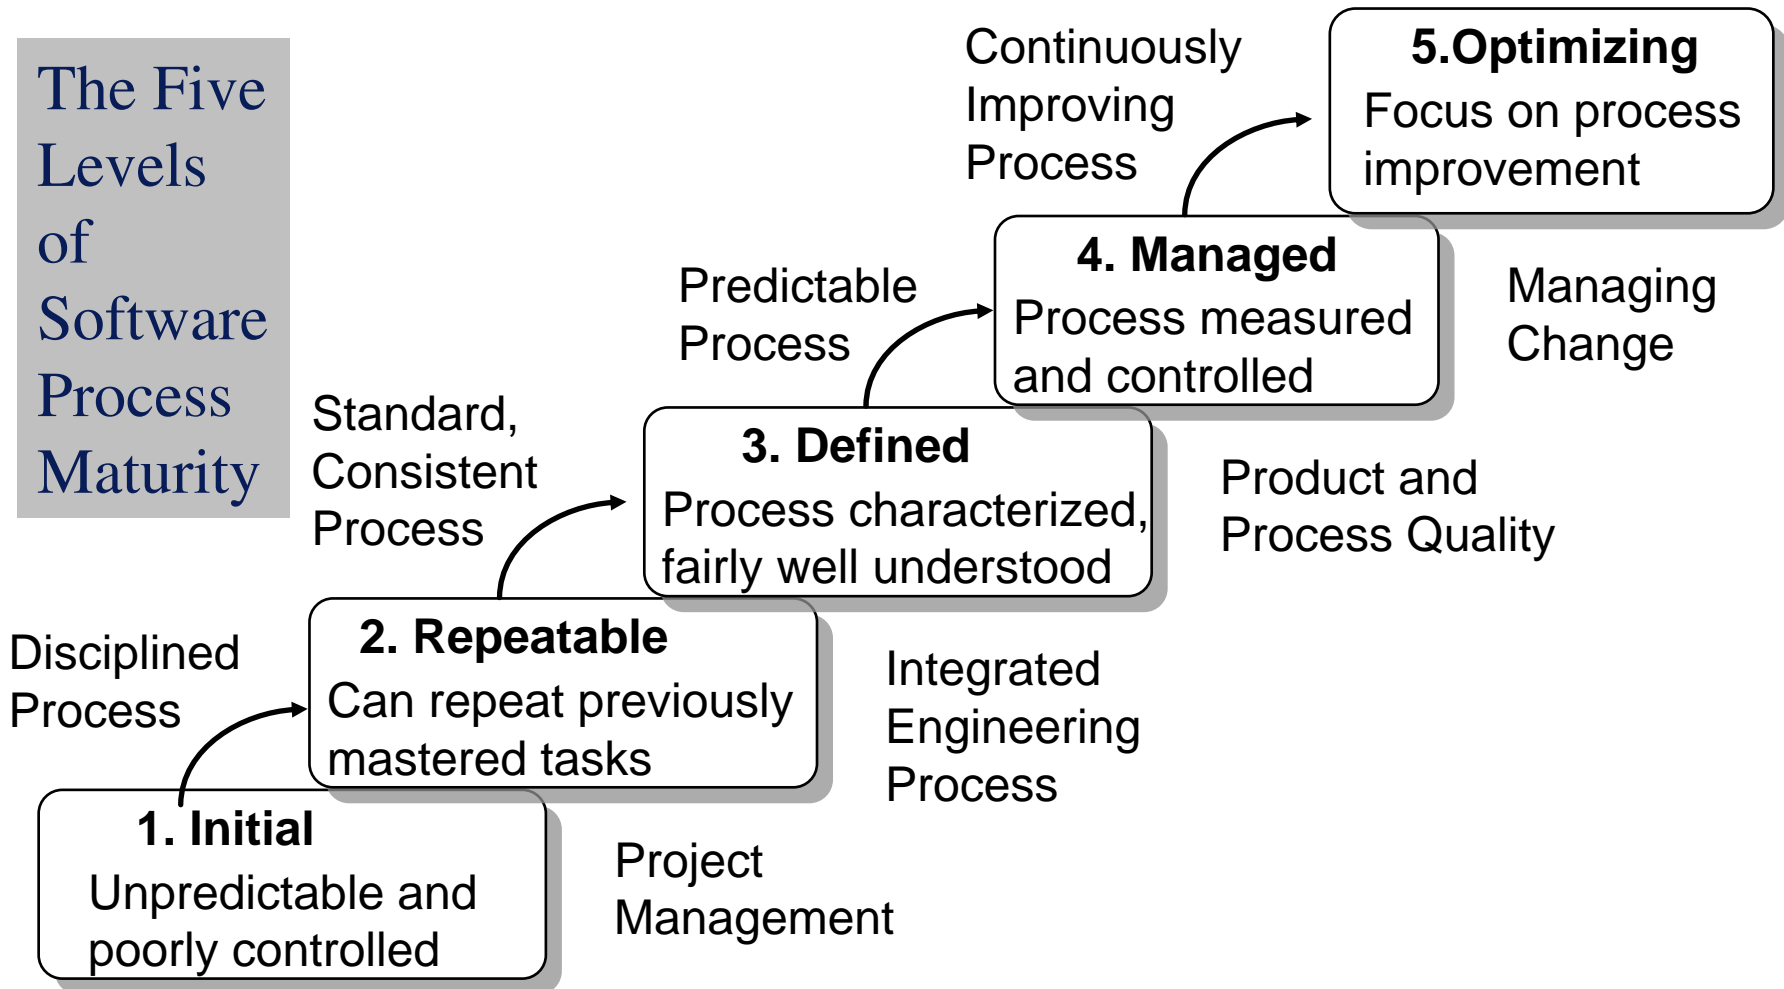 The Five
Levels
of
Software
Process
Maturity
Continuously
Improving
Process
5.Optimizing
Focus on process
improvement
Predictable
Process
4. Managed
Process measured
and controlled
Managing
Change
Standard,
Consistent
Process
3. Defined
Process characterized,
fairly well understood
Product and
Process Quality
Disciplined
Process
2. Repeatable
Can repeat previously
mastered tasks
Integrated
Engineering
Process
1. Initial
Unpredictable and
poorly controlled
Project
Management